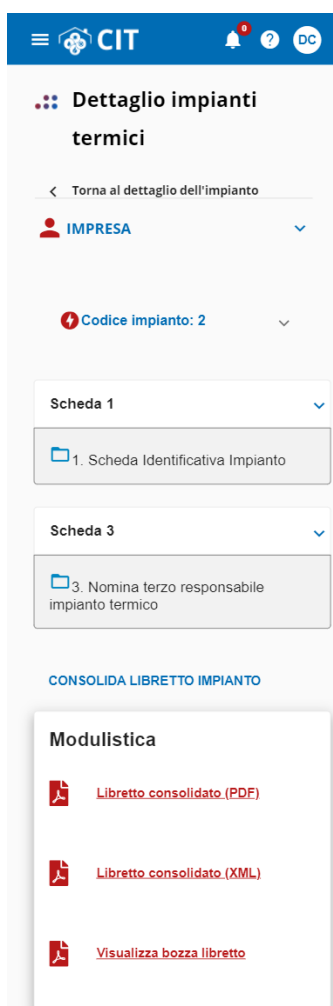 CIT
0
?
DC
Dettaglio impianti
termici
Torna al dettaglio dell'impianto
IMPRESA
Codice impianto: 2
Scheda 1
1. Scheda Identificativa Impianto
Scheda 3
3. Nomina terzo responsabile
impianto termico
CONSOLIDA LIBRETTO IMPIANTO
Modulistica
Libretto consolidato (PDF)
Libretto consolidato (XML)
Visualizza bozza libretto